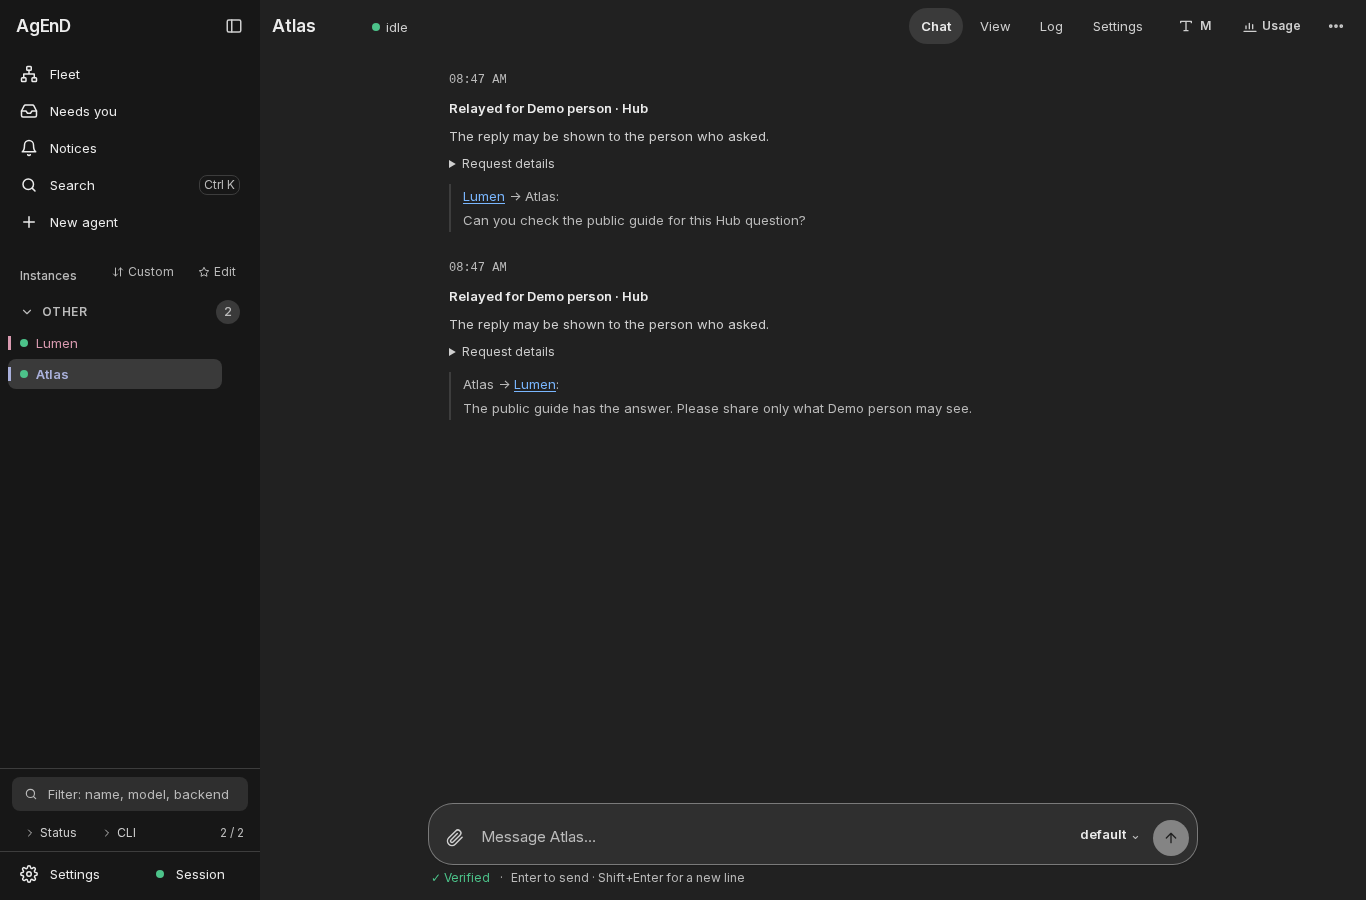 AgEnD
Fleet
Needs you
Notices
Search Ctrl K
New agent
Instances Custom Edit
OTHER 2
Lumen
Atlas
Filter: name, model, backend
Status CLI 2 / 2
Settings Session
Atlas idle Chat View Log Settings M Usage
08:47 AM
Relayed for Demo person · Hub
The reply may be shown to the person who asked.
Request details
Lumen → Atlas:
Can you check the public guide for this Hub question?
08:47 AM
Relayed for Demo person · Hub
The reply may be shown to the person who asked.
Request details
Atlas → Lumen:
The public guide has the answer. Please share only what Demo person may see.
Message Atlas... default
✓ Verified · Enter to send · Shift+Enter for a new line